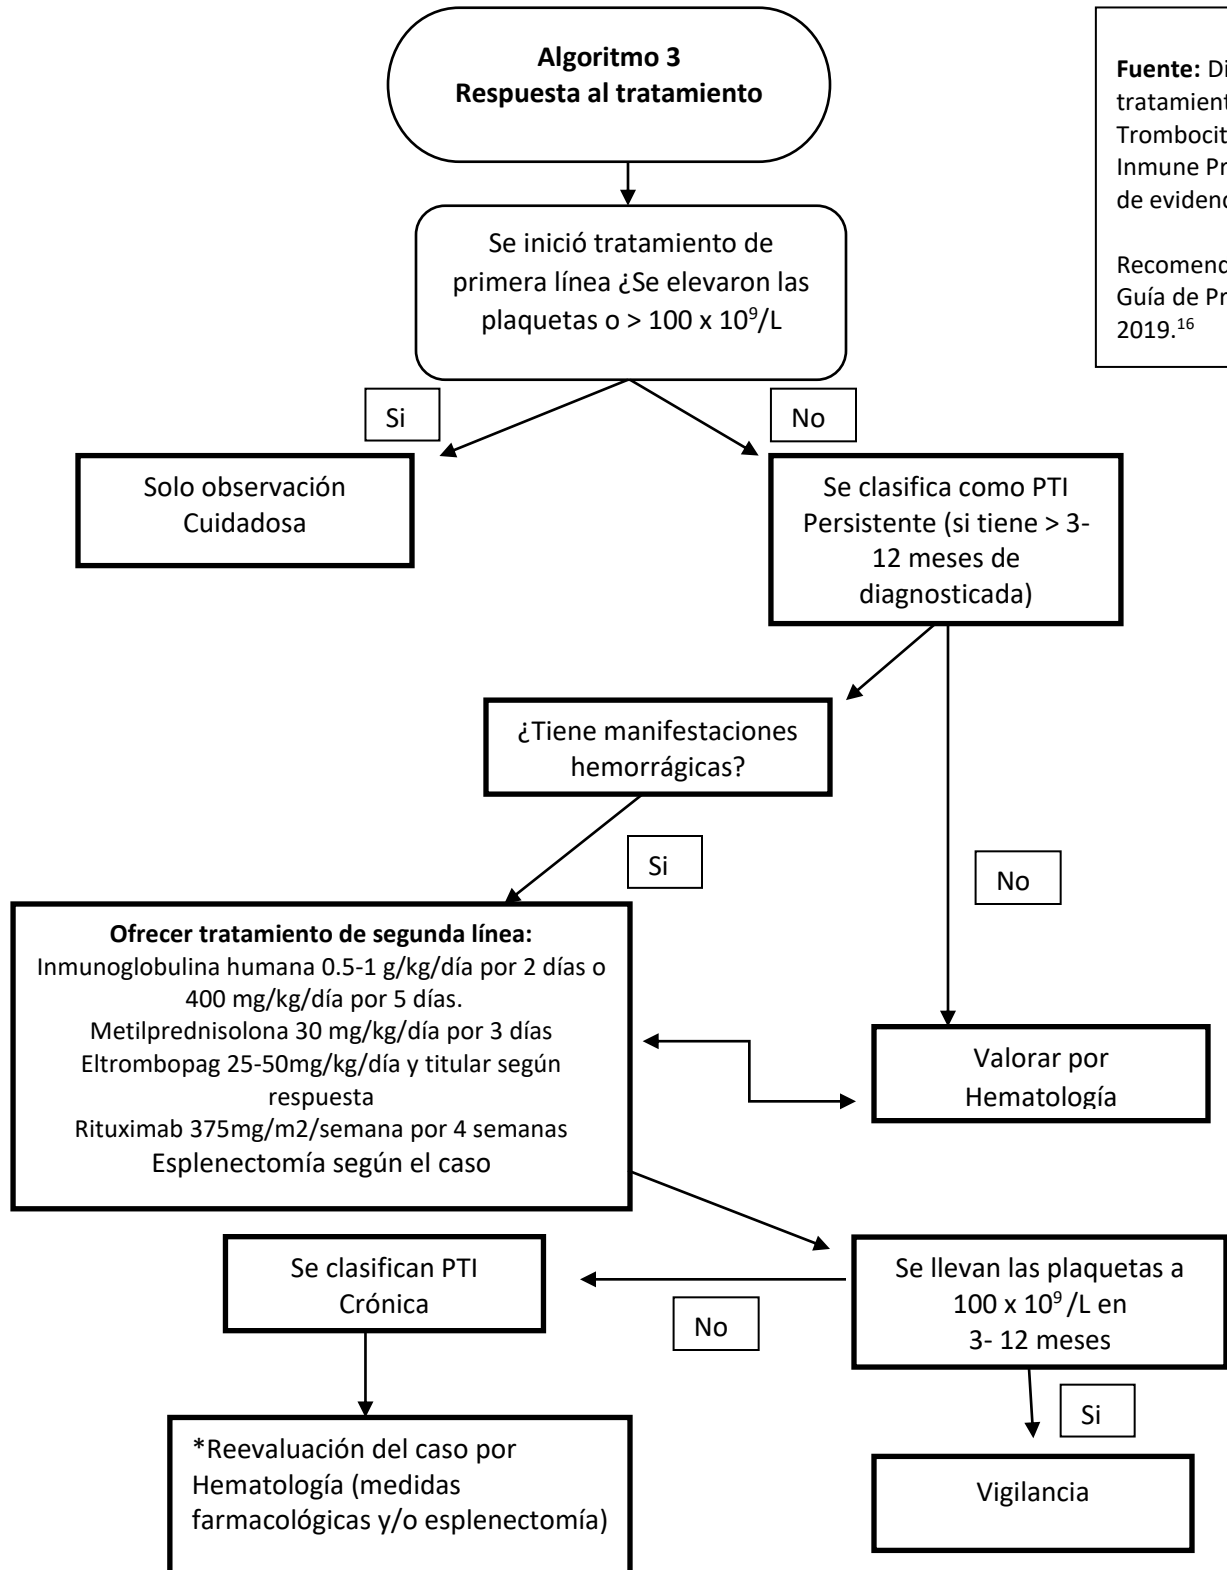 Algoritmo 3
Respuesta al tratamiento
Fuente:
tratamient
Trombocit
Inmune Pr
de evidenc
Recomend
Guía de Pr
2019.16
Se inició tratamiento de
primera línea ¿Se elevaron las
plaquetas o > 100 x 10⁹/L
Si
No
Solo observación
Cuidadosa
Se clasifica como PTI
Persistente (si tiene > 3-
12 meses de
diagnosticada)
¿Tiene manifestaciones
hemorrágicas?
Si
No
Ofrecer tratamiento de segunda línea:
Inmunoglobulina humana 0.5-1 g/kg/día por 2 días o
400 mg/kg/día por 5 días.
Metilprednisolona 30 mg/kg/día por 3 días
Eltrombopag 25-50mg/kg/día y titular según
respuesta
Rituximab 375mg/m2/semana por 4 semanas
Esplenectomía según el caso
Valorar por
Hematología
Se clasifican PTI
Crónica
No
Se llevan las plaquetas a
100 x 10⁹ /L en
3- 12 meses
Si
*Reevaluación del caso por
Hematología (medidas
farmacológicas y/o esplenectomía)
Vigilancia